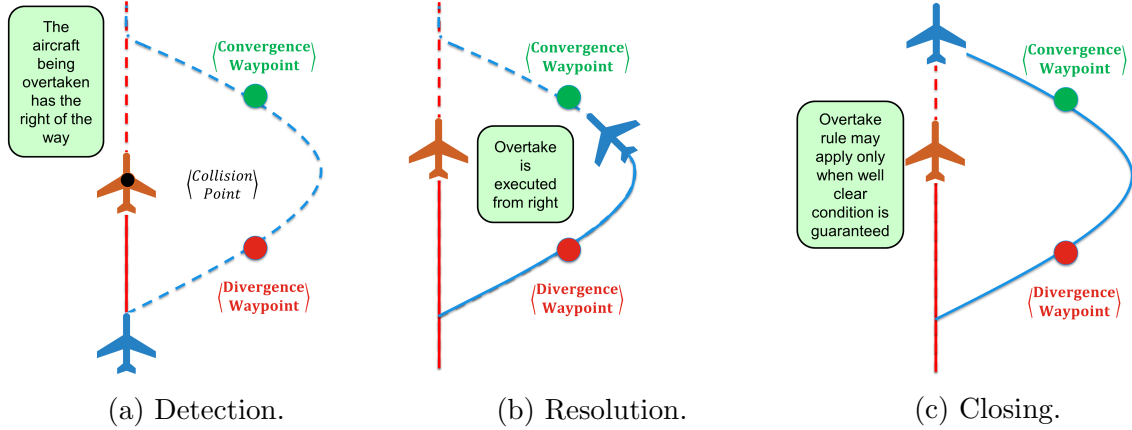 The
aircraft
being
overtaken
has the
right of the
way
Convergence
Waypoint
Collision
Point
Divergence
Waypoint
(a) Detection.
Convergence
Waypoint
Overtake
is
executed
from right
Divergence
Waypoint
(b) Resolution.
Convergence
Waypoint
Overtake
rule may
apply only
when well
clear
condition is
guaranteed
Divergence
Waypoint
(c) Closing.